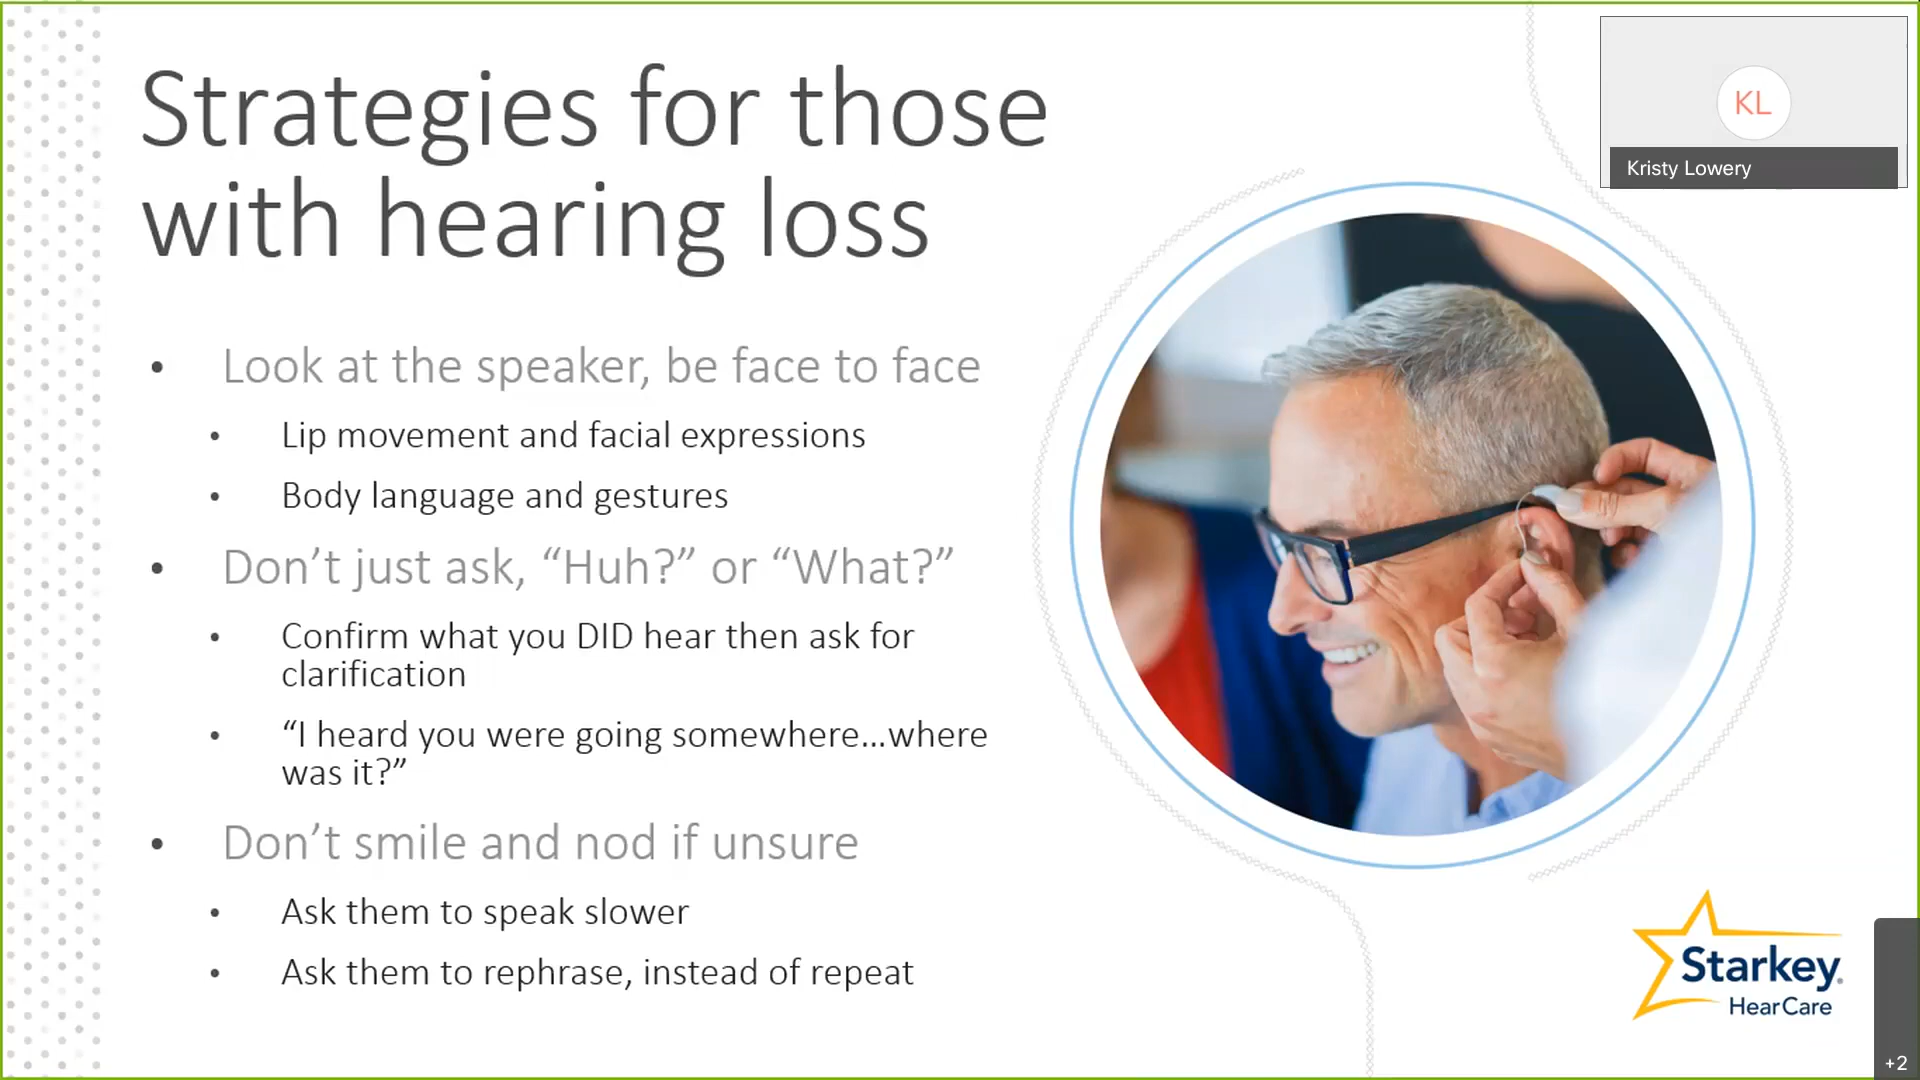 Strategies for those
with hearing loss
• Look at the speaker, be face to face
• Lip movement and facial expressions
• Body language and gestures
• Don’t just ask, “Huh?” or “What?”
• Confirm what you DID hear then ask for
clarification
• “I heard you were going somewhere...where
was it?”
• Don’t smile and nod if unsure
• Ask them to speak slower
• Ask them to rephrase, instead of repeat
KL
Kristy Lowery
Starkey®
HearCare
+2